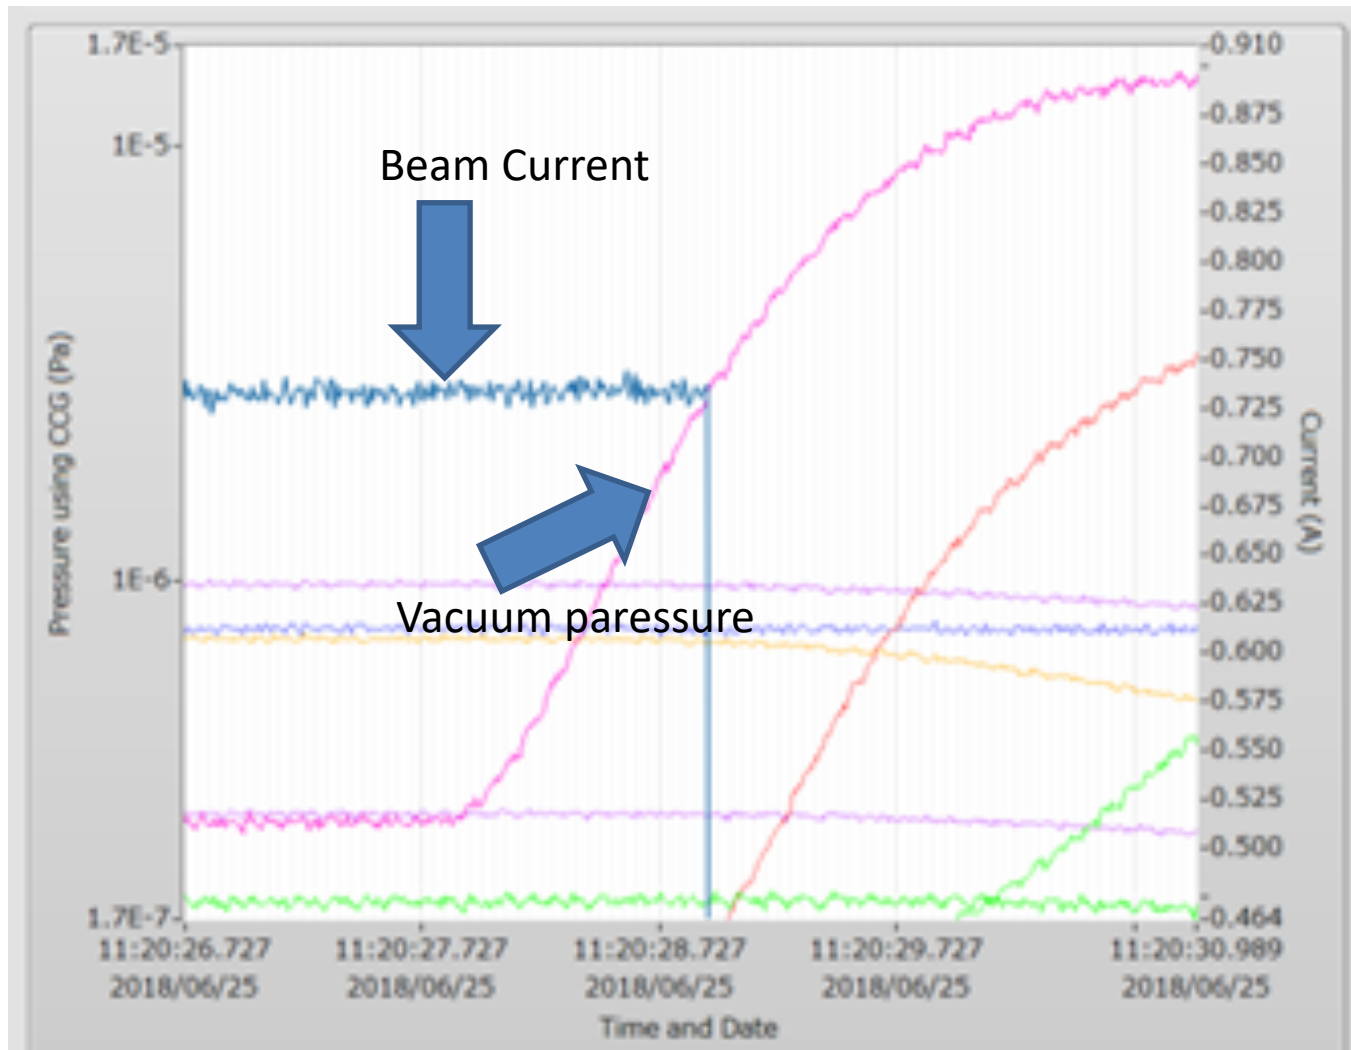 1.7E-5
1E-5
1E-6
1.7E-7
Pressure using CCG (Pa)
Beam Current
Vacuum paressure
0.910
0.875
0.850
0.825
0.800
0.775
0.750
0.725
0.700
0.675
0.650
0.625
0.600
0.575
0.550
0.525
0.500
0.464
Current (A)
11:20:26.727 11:20:27.727 11:20:28.727 11:20:29.727 11:20:30.989
2018/06/25 2018/06/25 2018/06/25 2018/06/25 2018/06/25
Time and Date